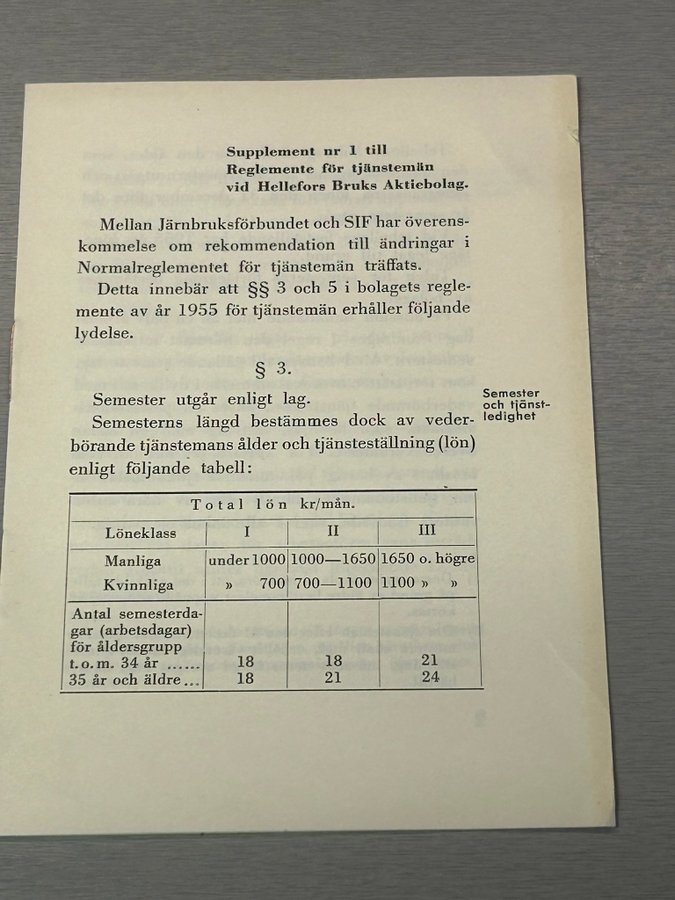 Supplement nr 1 till
Reglemente för tjänstemän
vid Hellefors Bruks Aktiebolag.
Mellan Järnbruksförbundet och SIF har överens-
kommelse om rekommendation till ändringar i
Normalreglementet för tjänstemän träffats.
Detta innebär att §§ 3 och 5 i bolagets regle-
mente av år 1955 för tjänstemän erhåller följande
lydelse.
§ 3.
Semester utgår enligt lag.
Semester
och tjänst-
ledighet
Semesterns längd bestämmes dock av veder-
börande tjänstemans ålder och tjänsteställning (lön)
enligt följande tabell:
Total lön kr/mån.
Löneklass I II III
Manliga under 1000 1000—1650 1650 o. högre
Kvinnliga » 700 700—1100 1100 » »
Antal semesterda-
gar (arbetsdagar)
för åldersgrupp
t.o.m. 34 år ...... 18 18 21
35 år och äldre ... 18 21 24